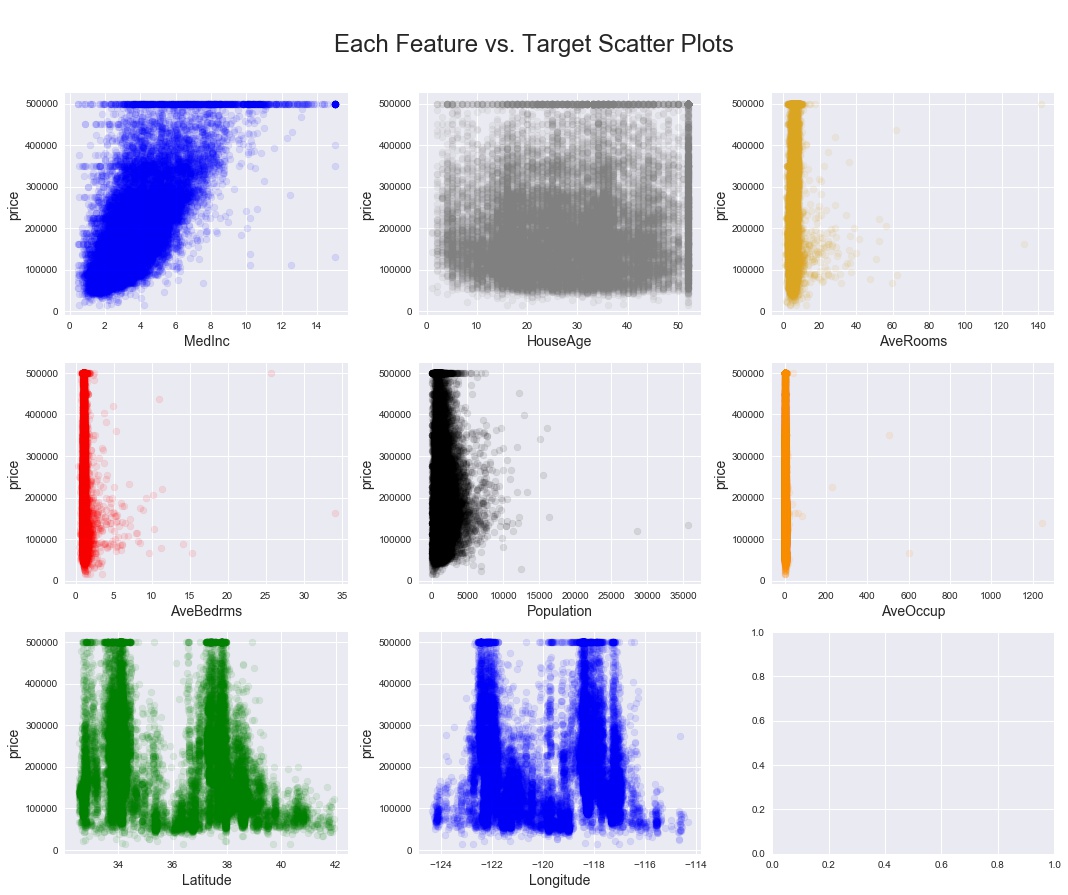 Each Feature vs. Target Scatter Plots
500000
400000
300000
200000
100000
0
price
0 2 4 6 8 10 12 14
MedInc
500000
400000
300000
200000
100000
0
price
0 10 20 30 40 50
HouseAge
500000
400000
300000
200000
100000
0
price
0 20 40 60 80 100 120 140
AveRooms
500000
400000
300000
200000
100000
0
price
0 5 10 15 20 25 30 35
AveBedrms
500000
400000
300000
200000
100000
0
price
0 5000 10000 15000 20000 25000 30000 35000
Population
500000
400000
300000
200000
100000
0
price
0 200 400 600 800 1000 1200
AveOccup
500000
400000
300000
200000
100000
0
price
34 36 38 40 42
Latitude
500000
400000
300000
200000
100000
0
price
−124 −122 −120 −118 −116 −114
Longitude
1.0
0.8
0.6
0.4
0.2
0.0
0.0 0.2 0.4 0.6 0.8 1.0